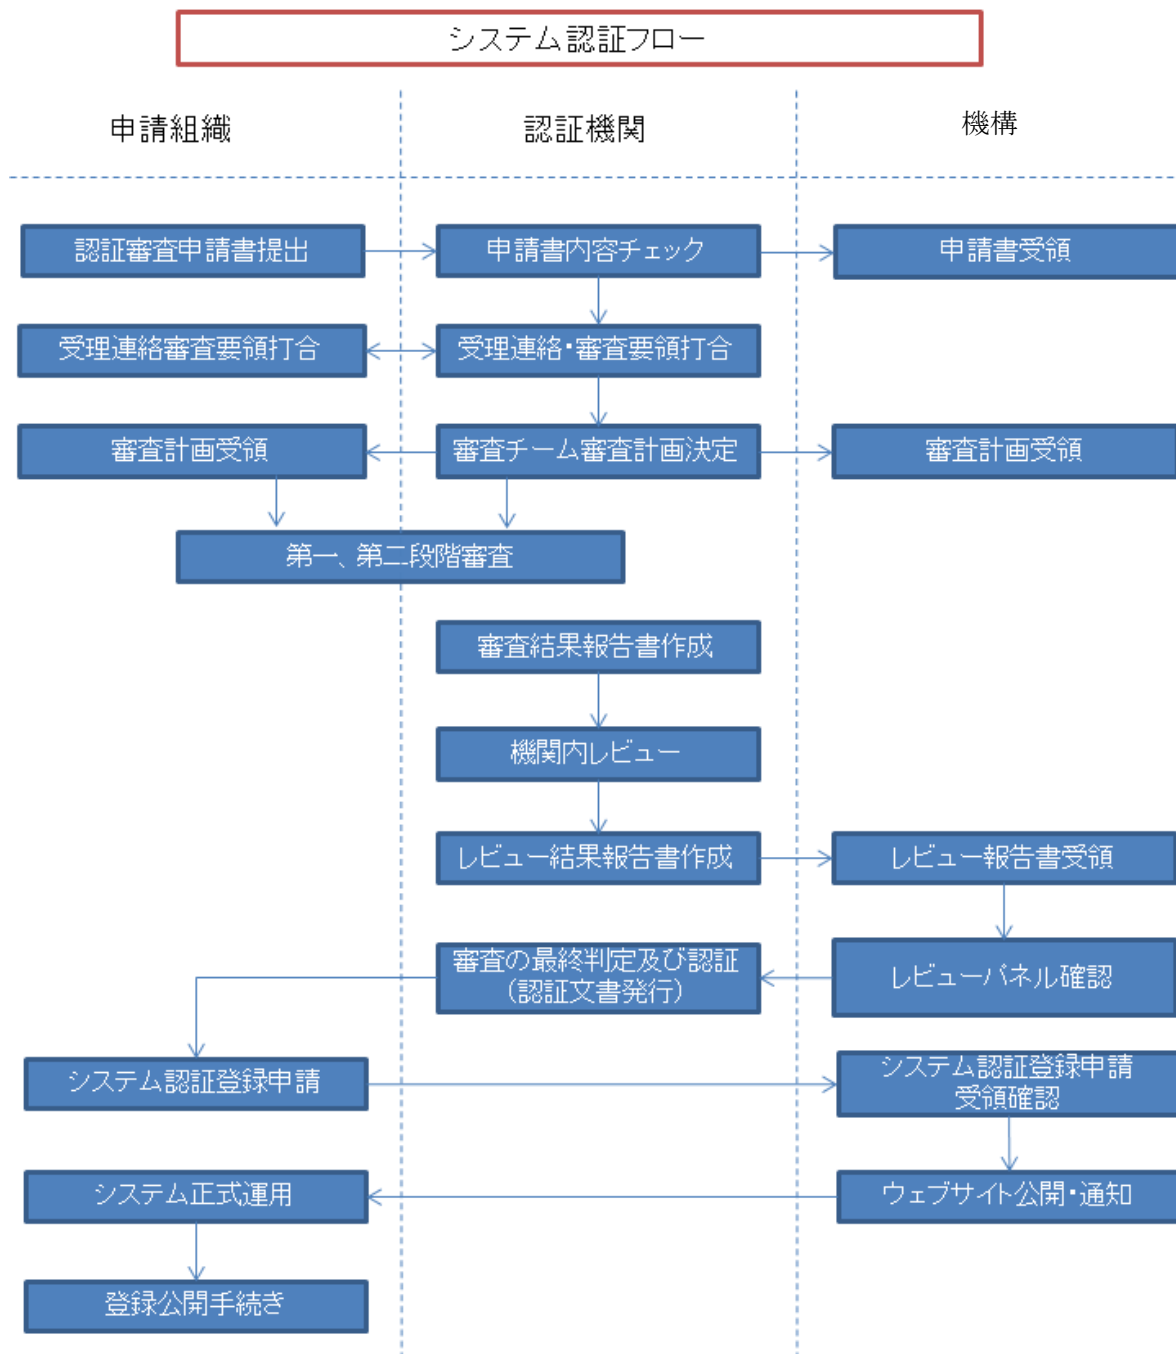 システム認証フロー
申請組織
認証機関
機構
認証審査申請書提出
申請書内容チェック
申請書受領
受理連絡審査要領打合
受理連絡・審査要領打合
審査計画受領
審査チーム審査計画決定
審査計画受領
第一、第二段階審査
審査結果報告書作成
機関内レビュー
レビュー結果報告書作成
レビュー報告書受領
審査の最終判定及び認証
（認証文書発行）
レビューパネル確認
システム認証登録申請
システム認証登録申請
受領確認
システム正式運用
ウェブサイト公開・通知
登録公開手続き